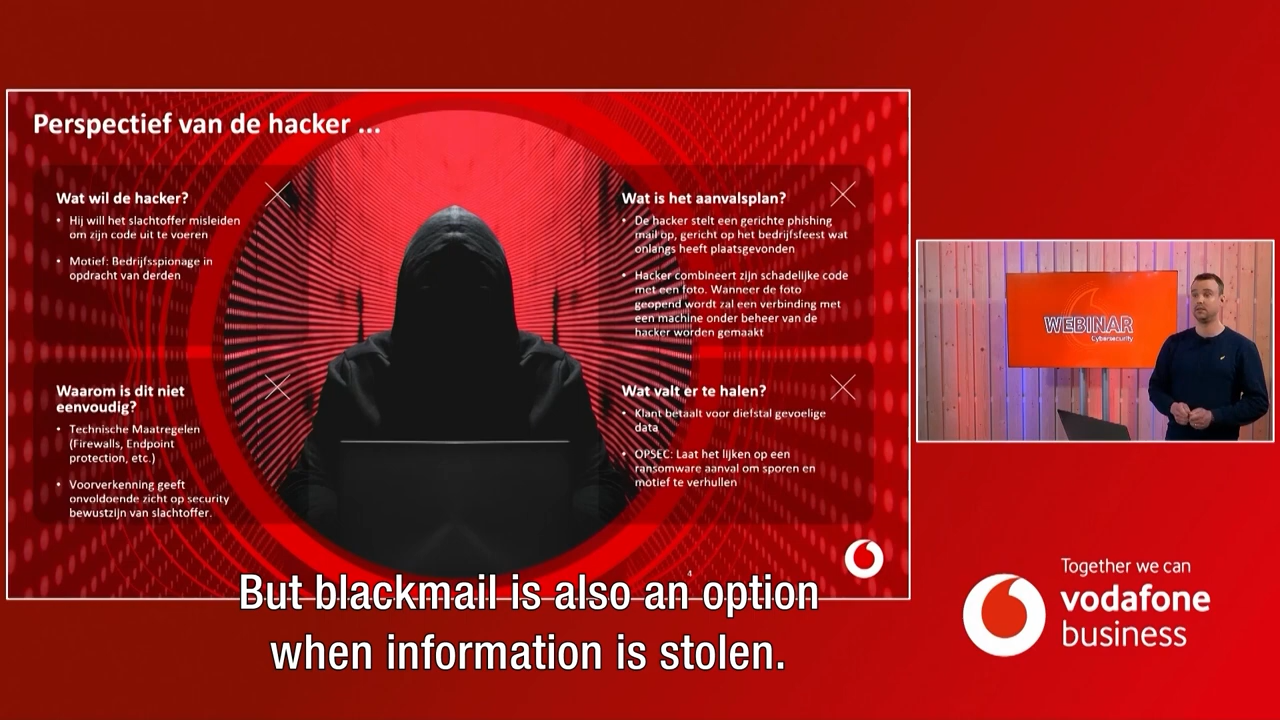 Perspectief van de hacker ...
Wat wil de hacker?
• Hij wil het slachtoffer misleiden
om zijn code uit te voeren
• Motief: Bedrijfsspionage in
opdracht van derden
Waarom is dit niet
eenvoudig?
• Technische Maatregelen
(Firewalls, Endpoint
protection, etc.)
• Voorverkenning geeft
onvoldoende zicht op security
bewustzijn van slachtoffer.
Wat is het aanvalsplan?
• De hacker stelt een gerichte phishing
mail op, gericht op het bedrijfsfeest wat
onlangs heeft plaatsgevonden
• Hacker combineert zijn schadelijke code
met een foto. Wanneer de foto
geopend wordt zal een verbinding met
een machine onder beheer van de
hacker worden gemaakt
Wat valt er te halen?
• Klant betaalt voor diefstal gevoelige
data
• OPSEC: Laat het lijken op een
ransomware aanval om sporen en
motief te verhullen
4
WEBINAR
Cybersecurity
Together we can
vodafone
business
But blackmail is also an option
when information is stolen.